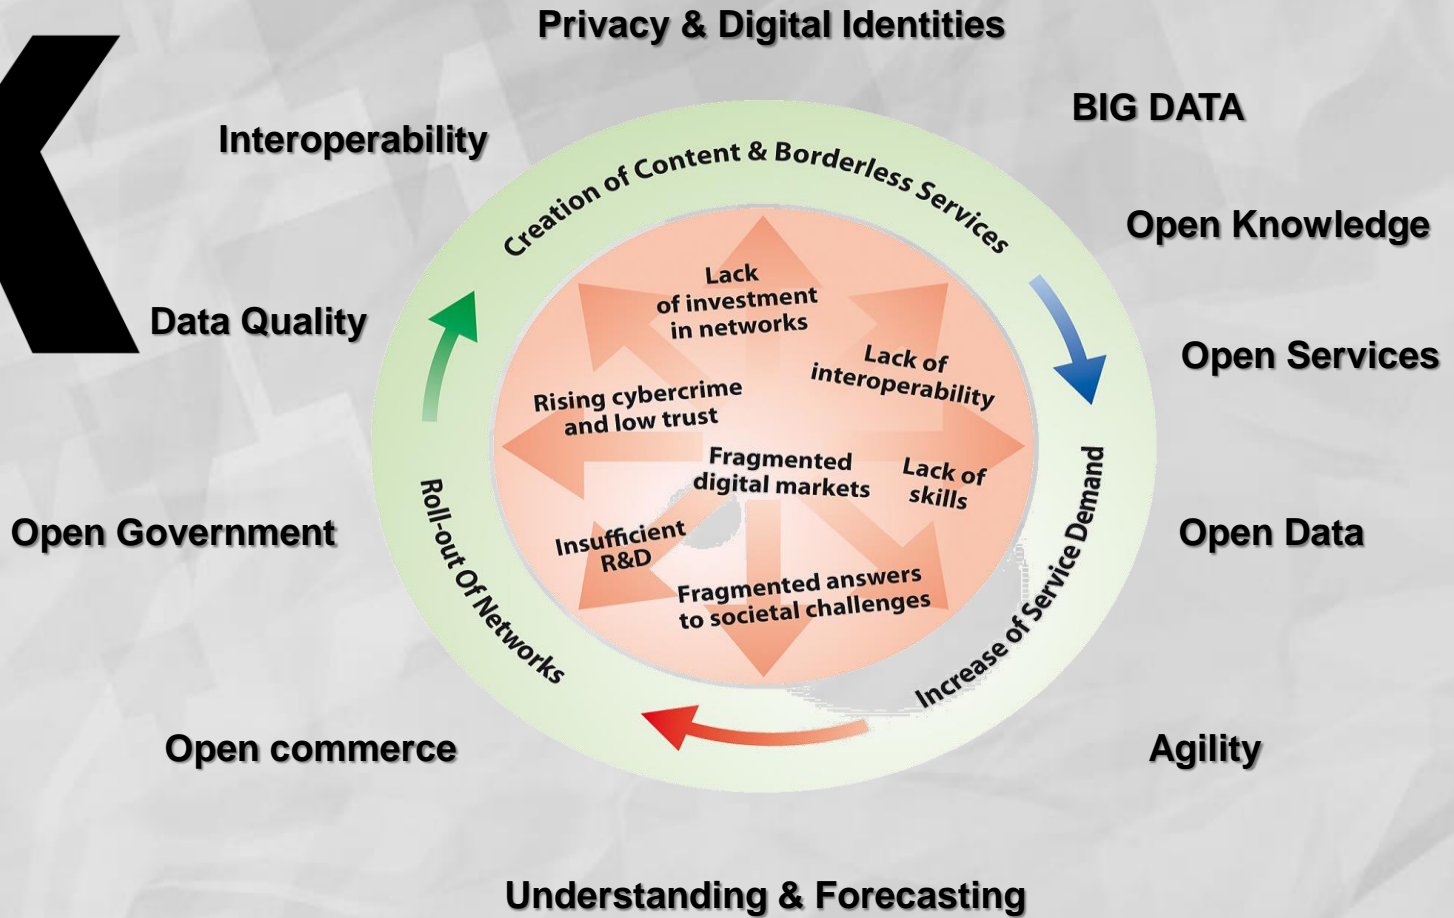 Privacy & Digital Identities
BIG DATA
Interoperability
Creation of Content & Borderless Services
Open Knowledge
Lack
of investment
in networks
Data Quality
Open Services
Lack of
interoperability
Rising cybercrime
and low trust
Fragmented
digital markets
Lack of
skills
Roll-out Of Networks
Increase of Service Demand
Open Government
Open Data
Insufficient
R&D
Fragmented answers
to societal challenges
Open commerce
Agility
Understanding & Forecasting